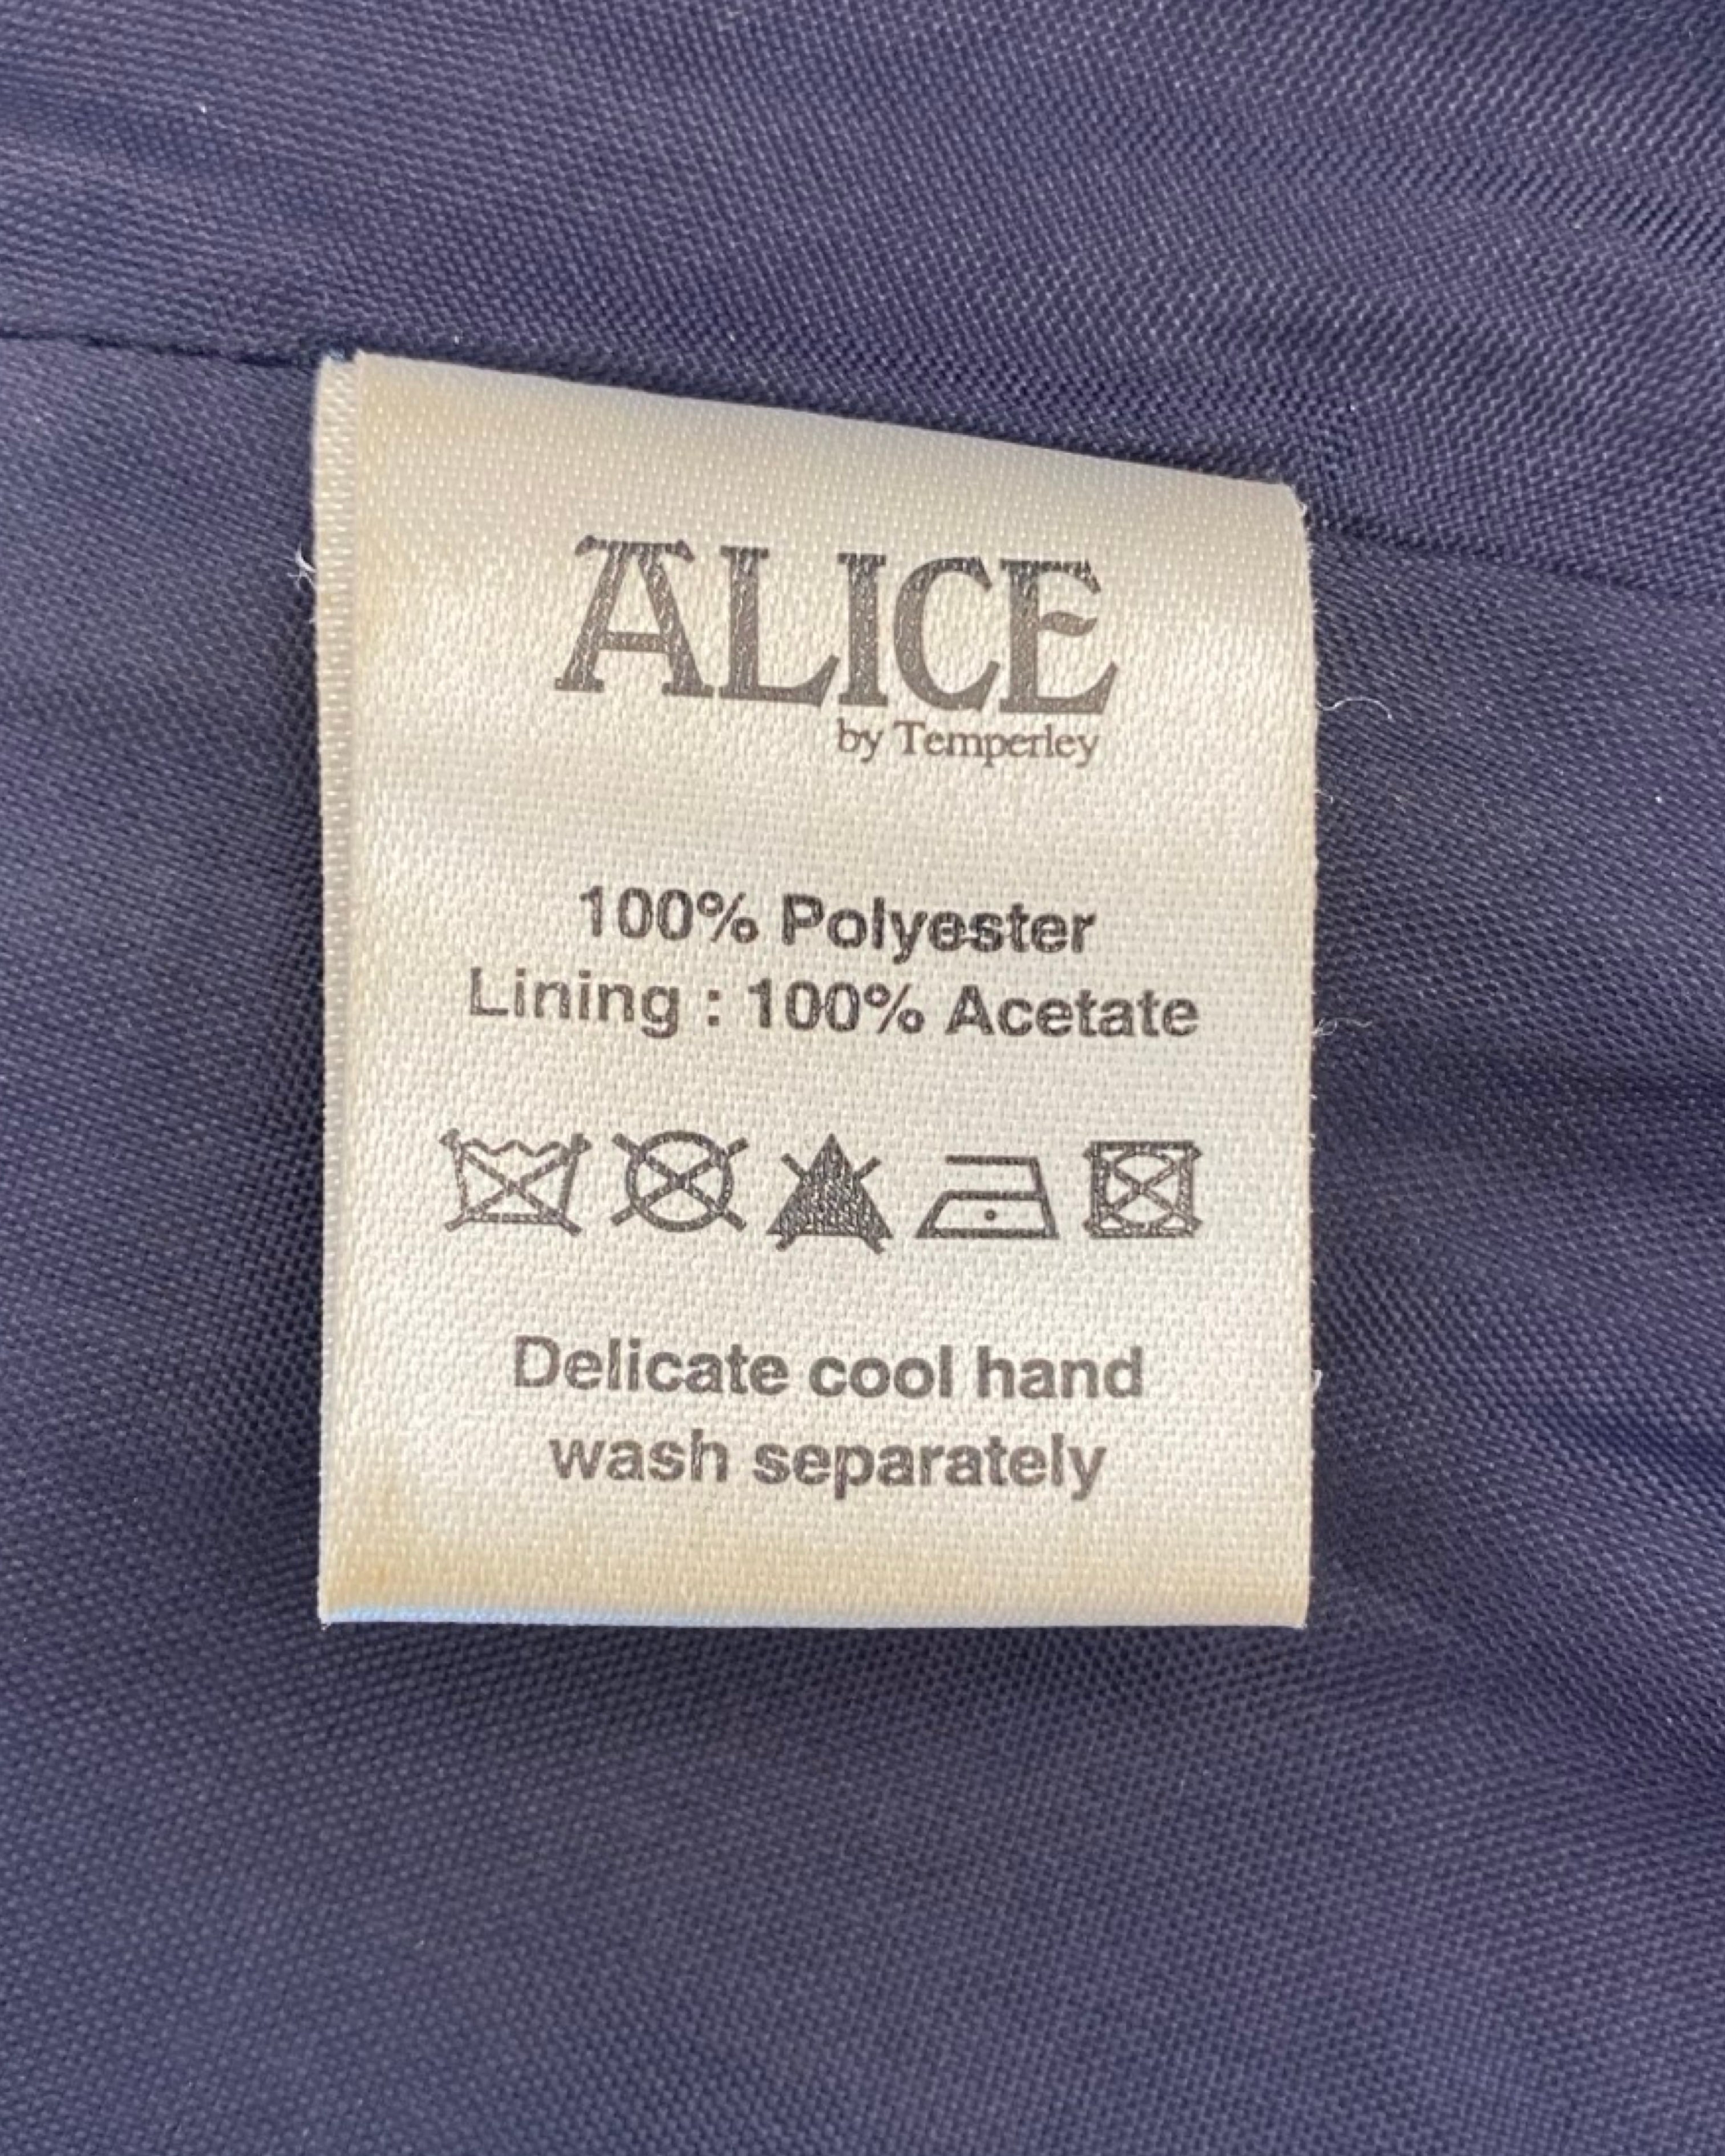 ALICE
by Temperley
100% Polyester
Lining : 100% Acetate
Delicate cool hand
wash separately